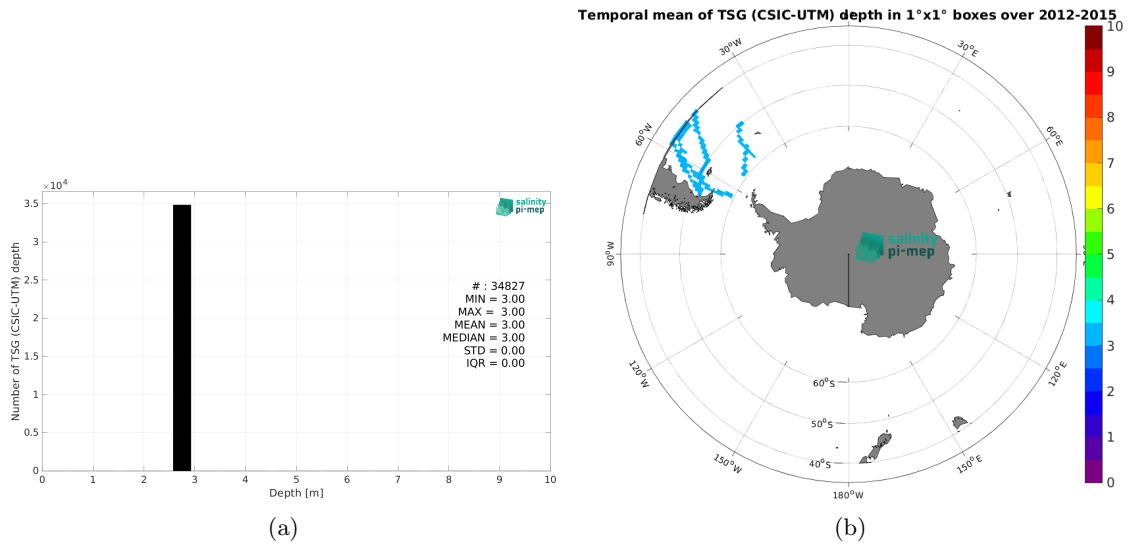 Temporal mean of TSG (CSIC-UTM) depth in 1°x1° boxes over 2012-2015
×10⁴
3.5
3
2.5
2
1.5
1
0.5
0
Number of TSG (CSIC-UTM) depth
salinity
pi-mep
# : 34827
MIN = 3.00
MAX = 3.00
MEAN = 3.00
MEDIAN = 3.00
STD = 0.00
IQR = 0.00
0 1 2 3 4 5 6 7 8 9 10
Depth [m]
(a)
30°W
30°E
60°W
60°E
90°W
salinity
pi-mep
120°W
120°E
60°S
50°S
40°S
150°W
150°E
180°W
10
9
8
7
6
5
4
3
2
1
0
(b)